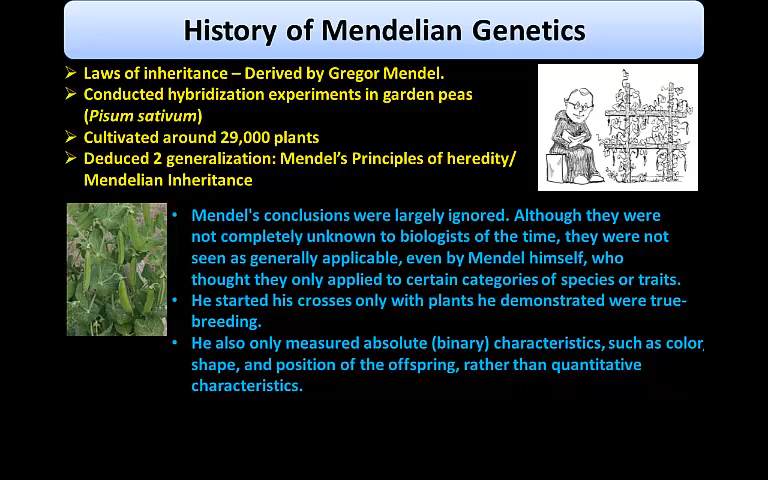 History of Mendelian Genetics
➢ Laws of inheritance – Derived by Gregor Mendel.
➢ Conducted hybridization experiments in garden peas
(Pisum sativum)
➢ Cultivated around 29,000 plants
➢ Deduced 2 generalization: Mendel's Principles of heredity/
Mendelian Inheritance
• Mendel's conclusions were largely ignored. Although they were
not completely unknown to biologists of the time, they were not
seen as generally applicable, even by Mendel himself, who
thought they only applied to certain categories of species or traits.
• He started his crosses only with plants he demonstrated were true-
breeding.
• He also only measured absolute (binary) characteristics, such as color,
shape, and position of the offspring, rather than quantitative
characteristics.